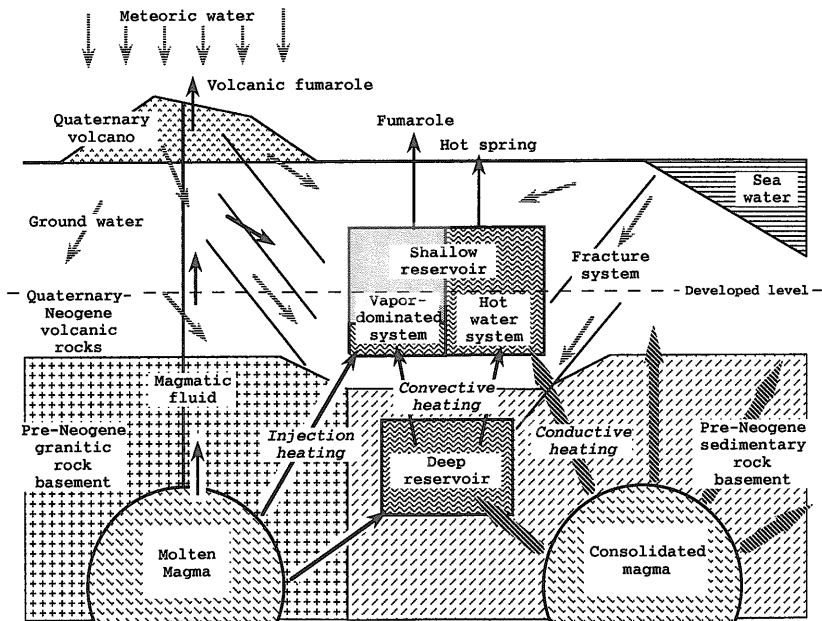 Meteoric water
Volcanic fumarole
Quaternary
volcano
Fumarole
Hot spring
Sea
water
Ground water
Shallow
reservoir
Fracture
system
Developed level
Quaternary-
Neogene
volcanic
rocks
Vapor-
dominated
system
Hot
water
system
Magmatic
fluid
Convective
heating
Injection
heating
Conductive
heating
Pre-Neogene
granitic
rock
basement
Pre-Neogene
sedimentary
rock
basement
Deep
reservoir
Molten
Magma
Consolidated
magma